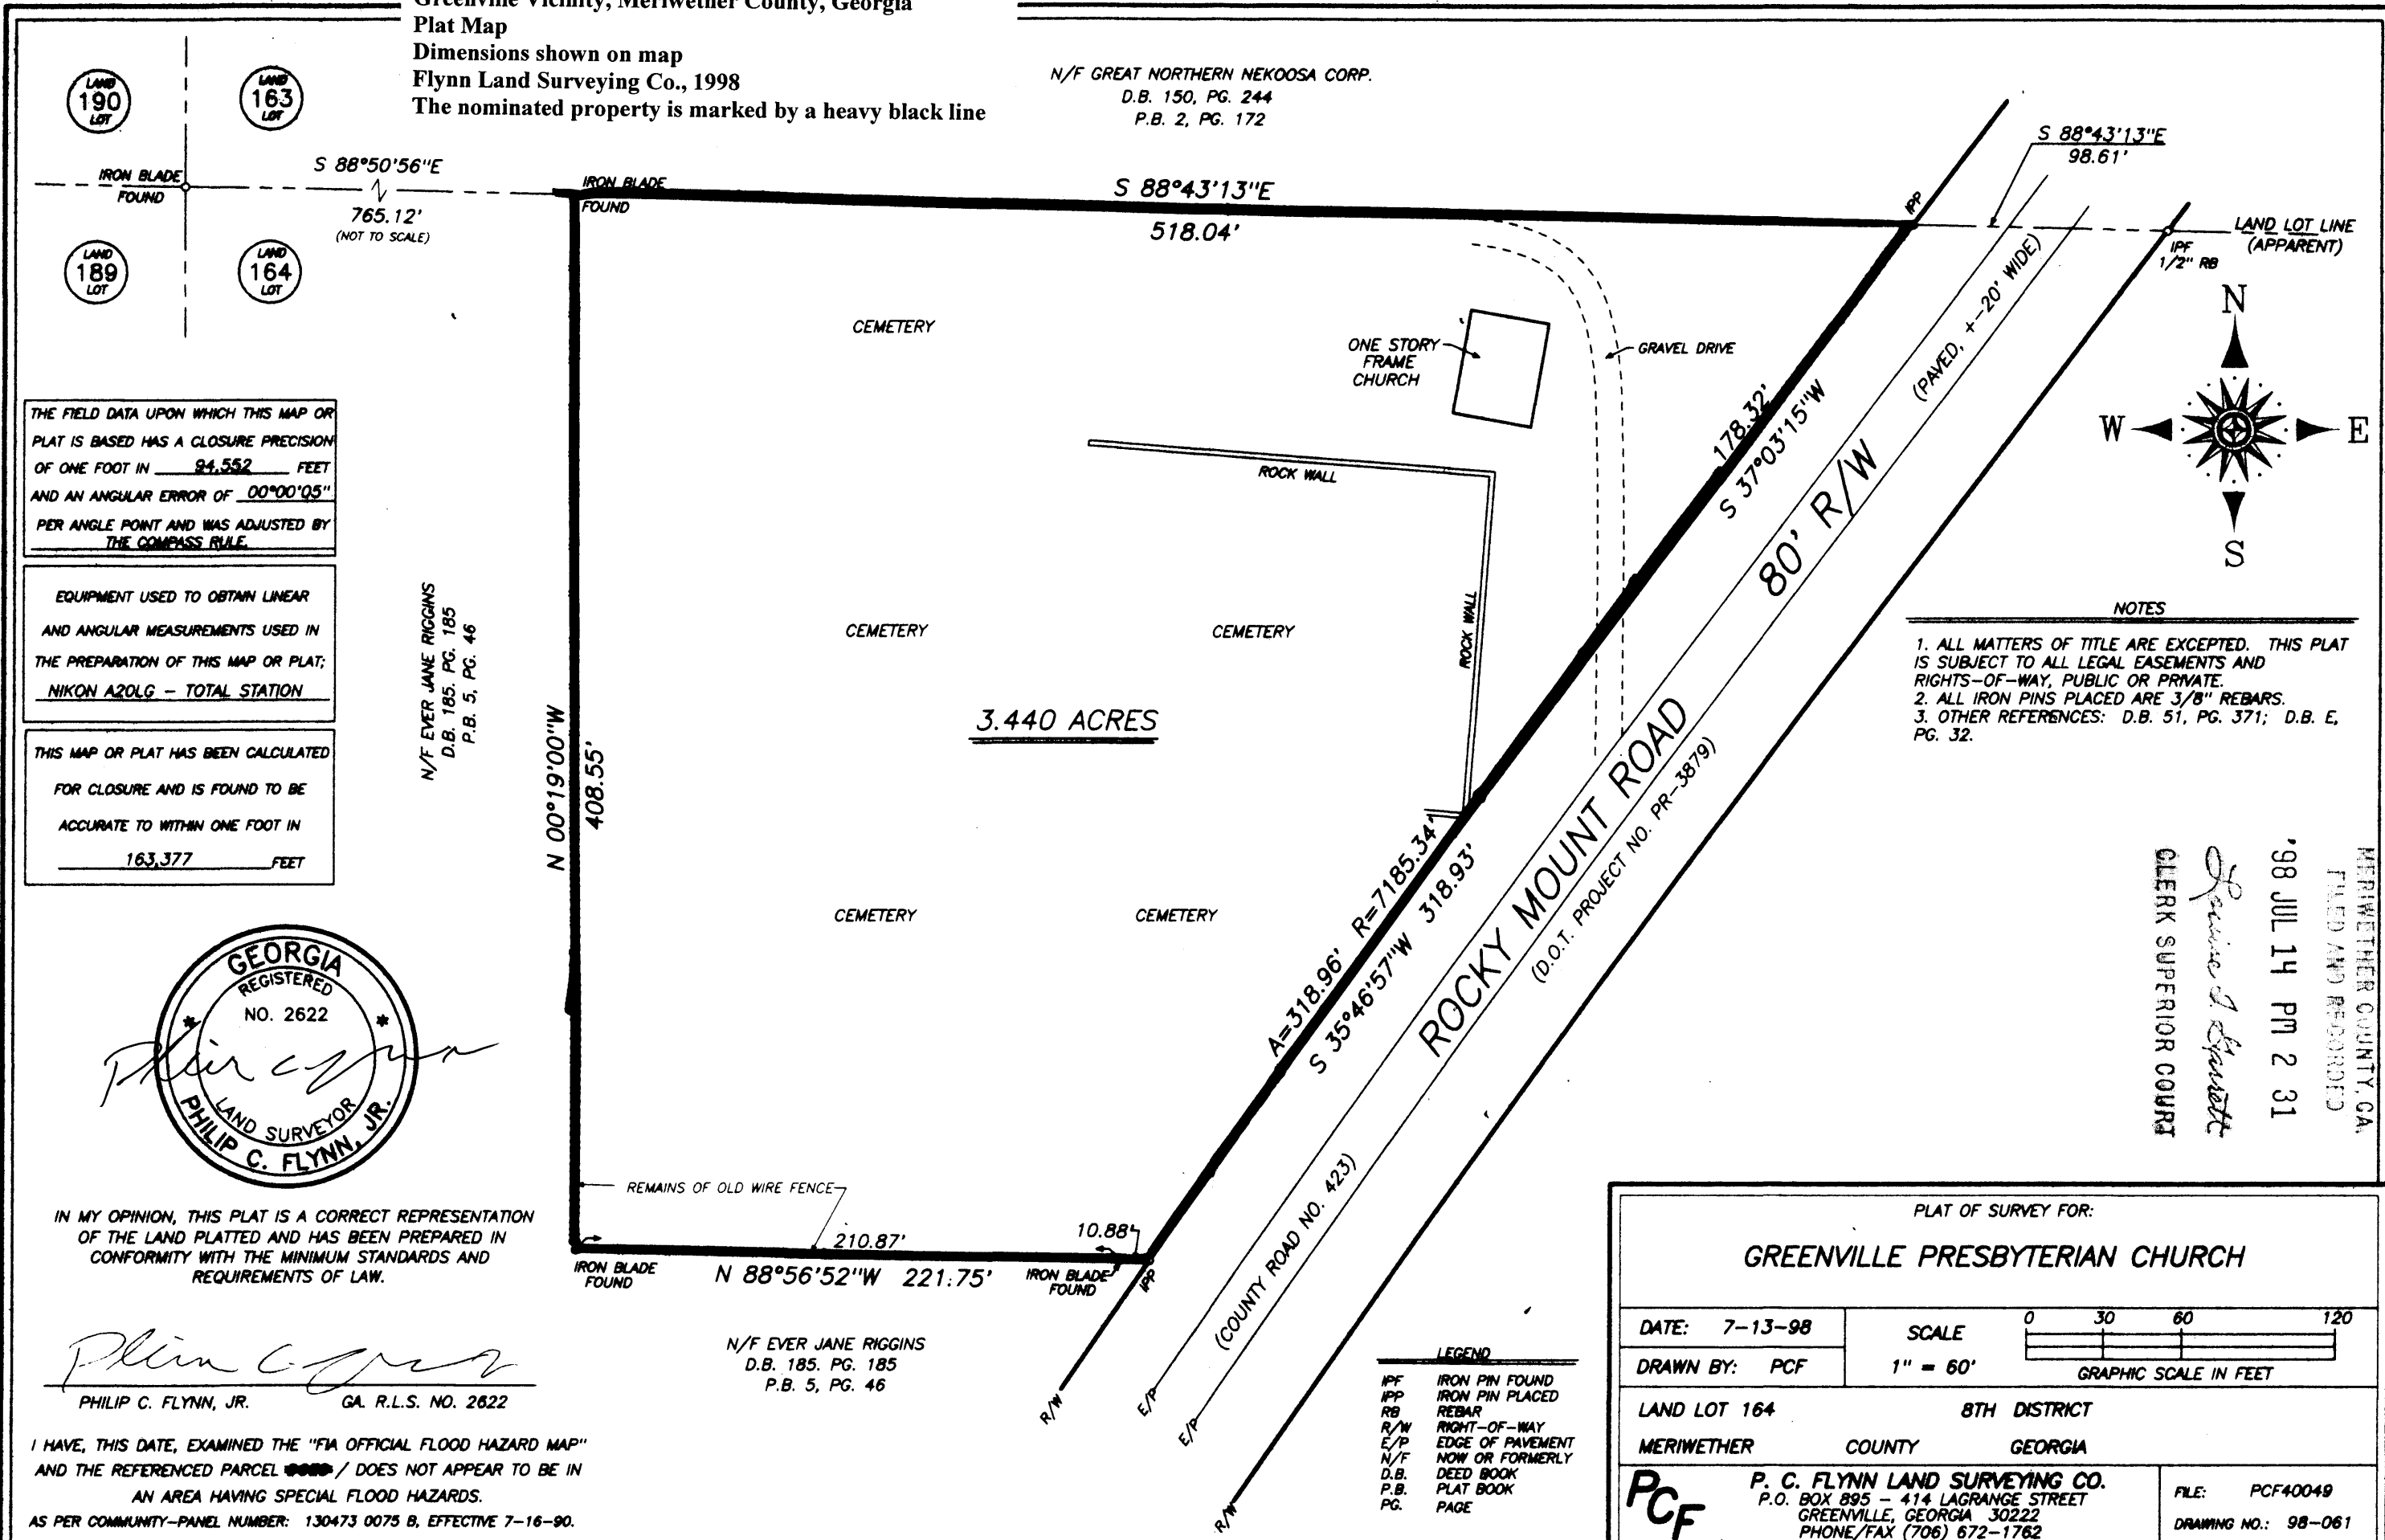 Greenville Vicinity, Meriwether County, Georgia
Plat Map
Dimensions shown on map
Flynn Land Surveying Co., 1998
The nominated property is marked by a heavy black line
N/F GREAT NORTHERN NEKOOSA CORP.
D.B. 150, PG. 244
P.B. 2, PG. 172
LAND
190
LOT
LAND
163
LOT
S 88°43'13"E
98.61'
S 88°50'56"E
765.12'
(NOT TO SCALE)
IRON BLADE
FOUND
IRON BLADE
FOUND
S 88°43'13"E
518.04'
IPP
LAND LOT LINE
(APPARENT)
IPF
1/2" RB
LAND
189
LOT
LAND
164
LOT
CEMETERY
ONE STORY
FRAME
CHURCH
GRAVEL DRIVE
(PAVED, +-20' WIDE)
N
W
E
S
THE FIELD DATA UPON WHICH THIS MAP OR
PLAT IS BASED HAS A CLOSURE PRECISION
OF ONE FOOT IN 94,552 FEET
AND AN ANGULAR ERROR OF 00°00'05"
PER ANGLE POINT AND WAS ADJUSTED BY
THE COMPASS RULE.
ROCK WALL
178.32'
S 37°03'15"W
80' R/W
EQUIPMENT USED TO OBTAIN LINEAR
AND ANGULAR MEASUREMENTS USED IN
THE PREPARATION OF THIS MAP OR PLAT;
NIKON A20LG - TOTAL STATION
N/F EVER JANE RIGGINS
D.B. 185. PG. 185
P.B. 5, PG. 46
CEMETERY
CEMETERY
ROCK WALL
NOTES
1. ALL MATTERS OF TITLE ARE EXCEPTED. THIS PLAT
IS SUBJECT TO ALL LEGAL EASEMENTS AND
RIGHTS-OF-WAY, PUBLIC OR PRIVATE.
2. ALL IRON PINS PLACED ARE 3/8" REBARS.
3. OTHER REFERENCES: D.B. 51, PG. 371; D.B. E,
PG. 32.
THIS MAP OR PLAT HAS BEEN CALCULATED
FOR CLOSURE AND IS FOUND TO BE
ACCURATE TO WITHIN ONE FOOT IN
163,377 FEET
N 00°19'00"W
408.55'
3.440 ACRES
ROCKY MOUNT ROAD
(D.O.T. PROJECT NO. PR-3879)
A=318.96' R=7185.34'
S 35°46'57"W 318.93'
CEMETERY
CEMETERY
MERIWETHER COUNTY, GA.
FILED AND RECORDED
'98 JUL 14 PM 2 31
CLERK SUPERIOR COURT
GEORGIA
REGISTERED
NO. 2622
LAND SURVEYOR
PHILIP C. FLYNN, JR.
REMAINS OF OLD WIRE FENCE
210.87'
10.88'
IRON BLADE
FOUND
N 88°56'52"W 221.75'
IRON BLADE
FOUND
IPP
(COUNTY ROAD NO. 423)
IN MY OPINION, THIS PLAT IS A CORRECT REPRESENTATION
OF THE LAND PLATTED AND HAS BEEN PREPARED IN
CONFORMITY WITH THE MINIMUM STANDARDS AND
REQUIREMENTS OF LAW.
PHILIP C. FLYNN, JR. GA. R.L.S. NO. 2622
N/F EVER JANE RIGGINS
D.B. 185. PG. 185
P.B. 5, PG. 46
R/W
E/P
E/P
R/W
I HAVE, THIS DATE, EXAMINED THE "FIA OFFICIAL FLOOD HAZARD MAP"
AND THE REFERENCED PARCEL / DOES NOT APPEAR TO BE IN
AN AREA HAVING SPECIAL FLOOD HAZARDS.
AS PER COMMUNITY-PANEL NUMBER: 130473 0075 B, EFFECTIVE 7-16-90.
LEGEND
IPF IRON PIN FOUND
IPP IRON PIN PLACED
RB REBAR
R/W RIGHT-OF-WAY
E/P EDGE OF PAVEMENT
N/F NOW OR FORMERLY
D.B. DEED BOOK
P.B. PLAT BOOK
PG. PAGE
PLAT OF SURVEY FOR:
GREENVILLE PRESBYTERIAN CHURCH
DATE: 7-13-98
SCALE
1" = 60'
0 30 60 120
GRAPHIC SCALE IN FEET
DRAWN BY: PCF
LAND LOT 164 8TH DISTRICT
MERIWETHER COUNTY GEORGIA
PCF
P. C. FLYNN LAND SURVEYING CO.
P.O. BOX 895 - 414 LAGRANGE STREET
GREENVILLE, GEORGIA 30222
PHONE/FAX (706) 672-1762
FILE: PCF40049
DRAWING NO.: 98-061